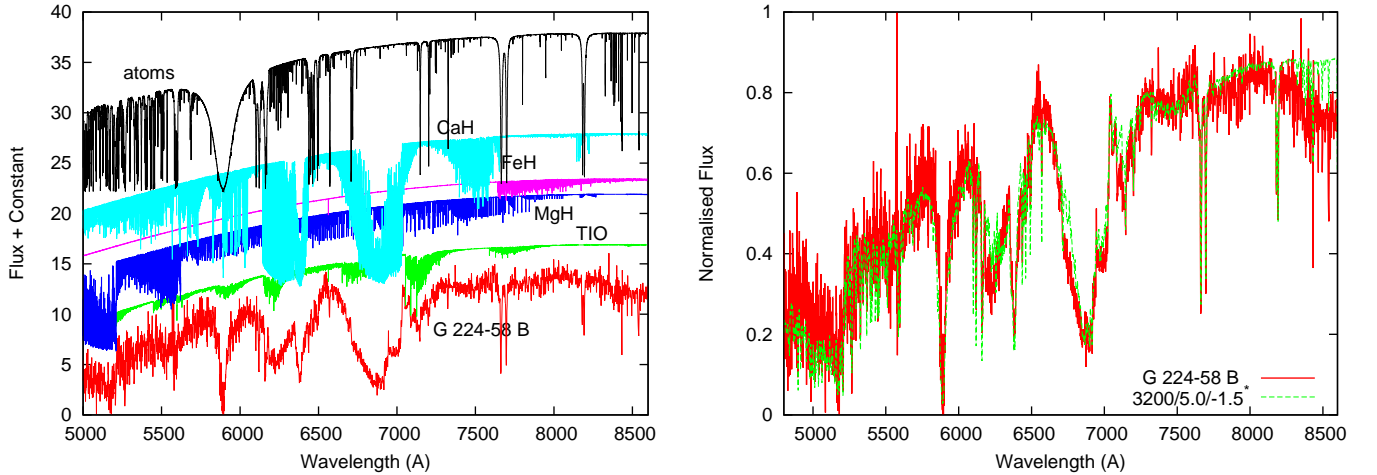 40
35
30
25
20
15
10
5
0
5000 5500 6000 6500 7000 7500 8000 8500
Flux + Constant
Wavelength (A)
atoms
CaH
FeH
MgH
TIO
G 224-58 B
1
0.8
0.6
0.4
0.2
0
5000 5500 6000 6500 7000 7500 8000 8500
Normalised Flux
Wavelength (A)
G 224-58 B
3200/5.0/-1.5*